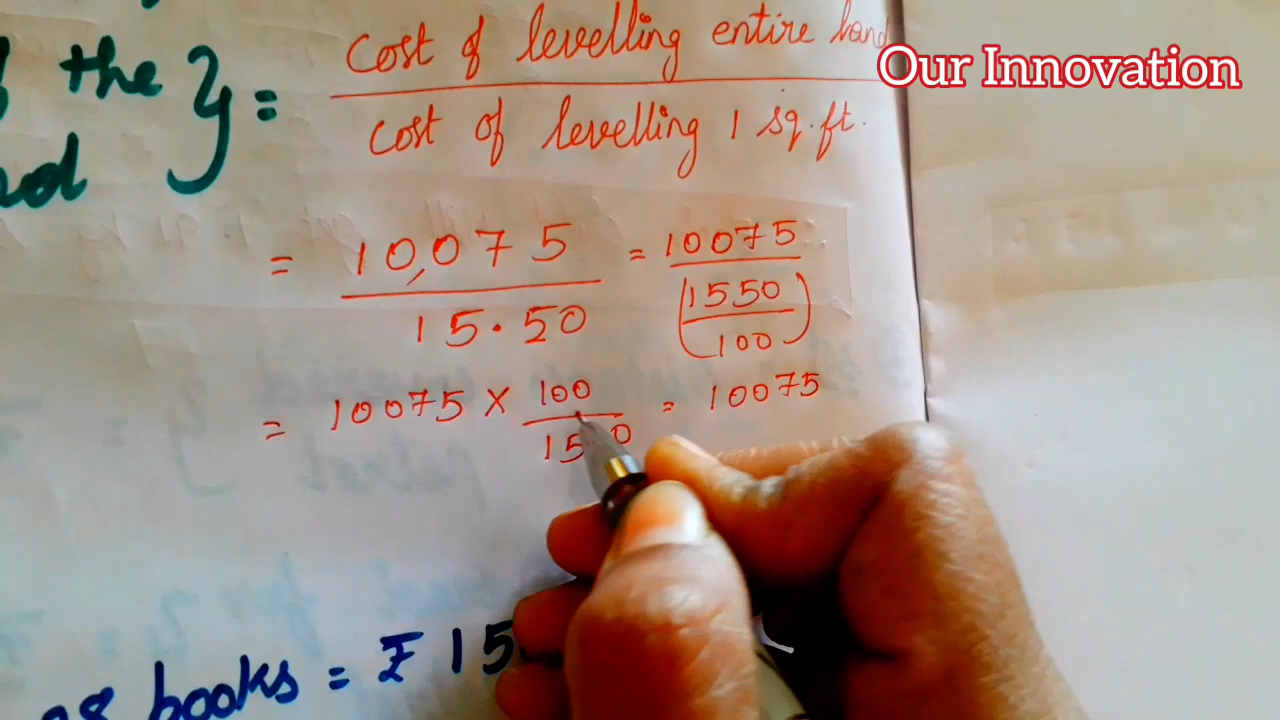 Our Innovation
the } = cost of levelling entire land
cost of levelling 1 sq.ft.
= 10,075 / 15.50 = 10075 / (1550 / 100)
= 10075 × 100 / 15 0 = 10075
books = ₹ 15